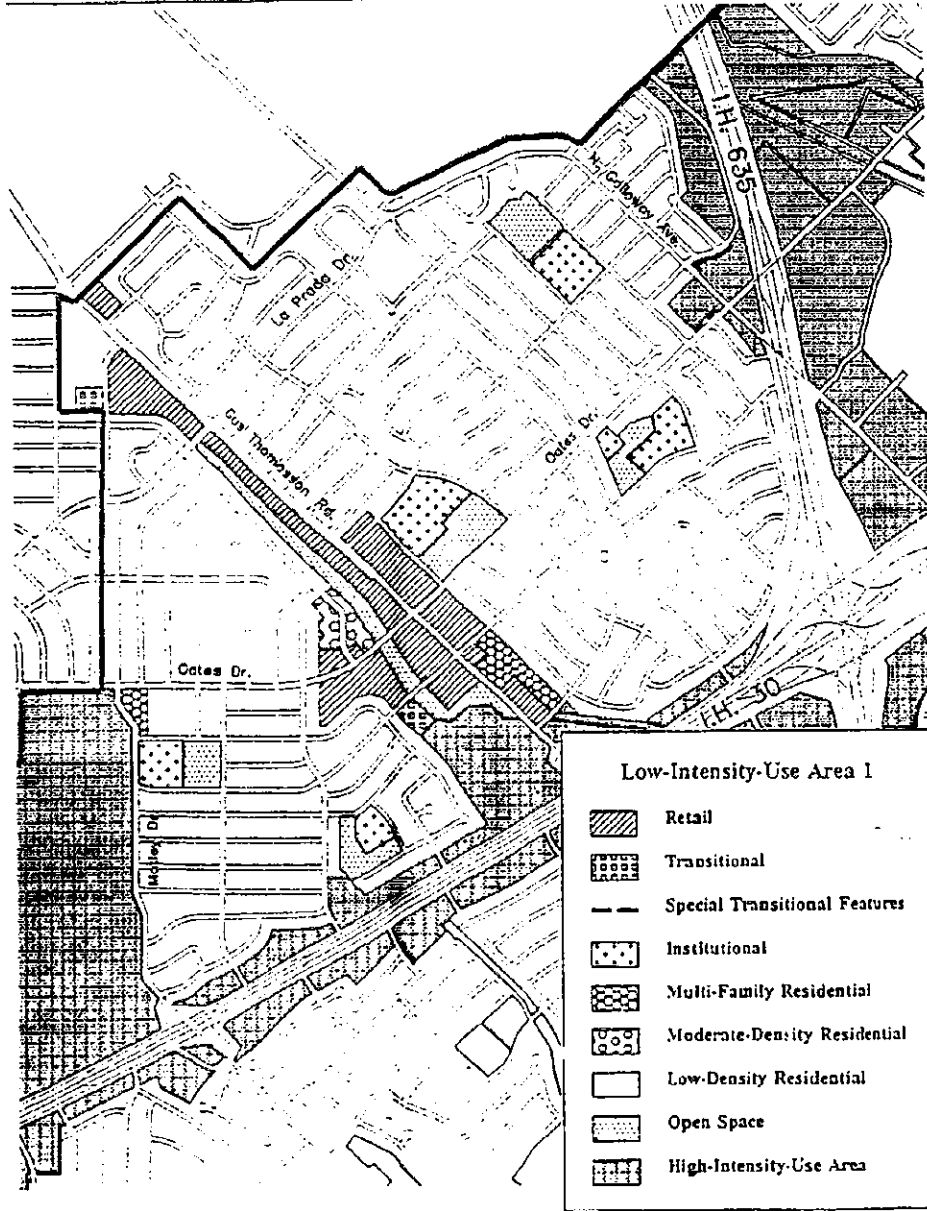 I.H. 635
N. Galloway Ave.
La Prada Dr.
Gus Thomasson Rd.
Oates Dr.
Oates Dr.
I.H. 30
Motley Dr.
Low-Intensity-Use Area 1
Retail
Transitional
Special Transitional Features
Institutional
Multi-Family Residential
Moderate-Density Residential
Low-Density Residential
Open Space
High-Intensity-Use Area